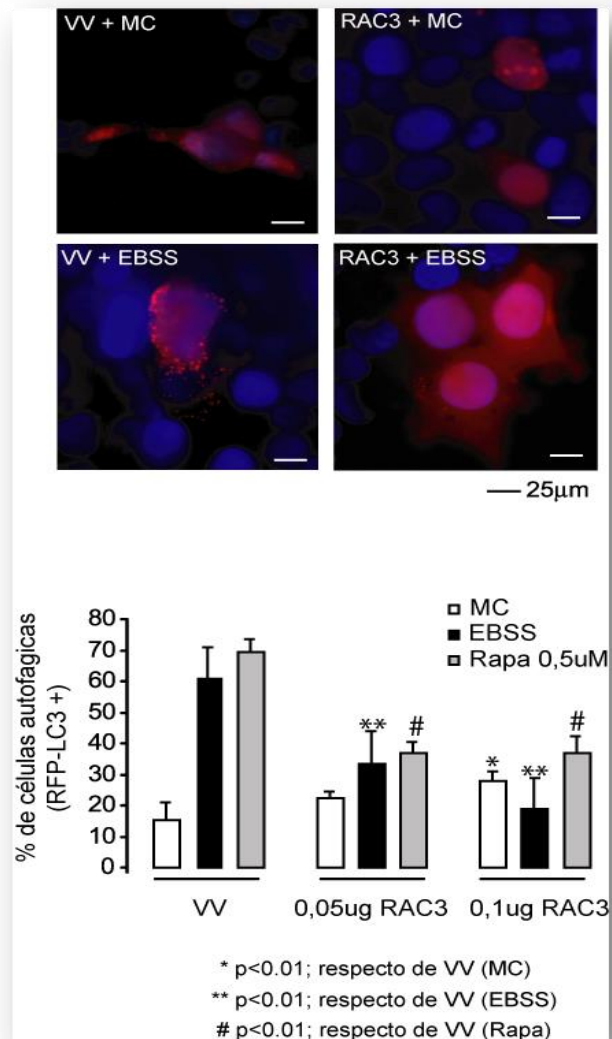 VV + MC
RAC3 + MC
VV + EBSS
RAC3 + EBSS
25µm
% de células autofagicas
(RFP-LC3 +)
80
70
60
50
40
30
20
10
0
MC
EBSS
Rapa 0,5uM
**
#
*
**
#
VV
0,05ug RAC3
0,1ug RAC3
* p<0.01; respecto de VV (MC)
** p<0.01; respecto de VV (EBSS)
# p<0.01; respecto de VV (Rapa)